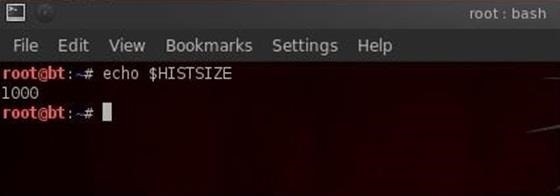 root : bash
File Edit View Bookmarks Settings Help
root@bt:~# echo $HISTSIZE
1000
root@bt:~#